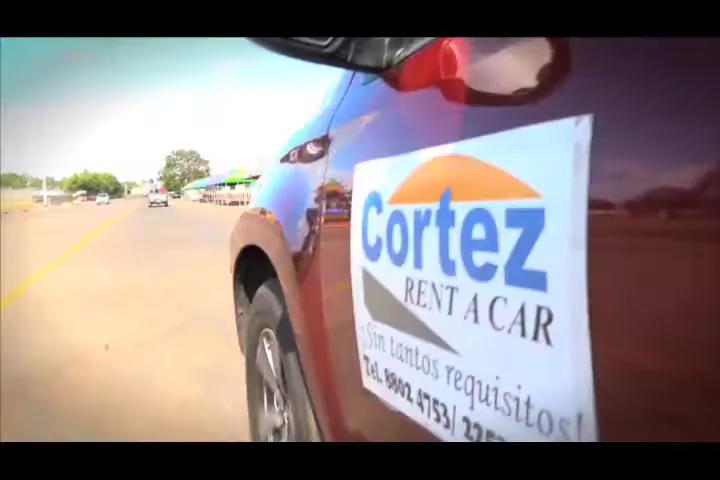 Cortez
RENT A CAR
¡Sin tantos requisitos!
Tel. 8802 4753/